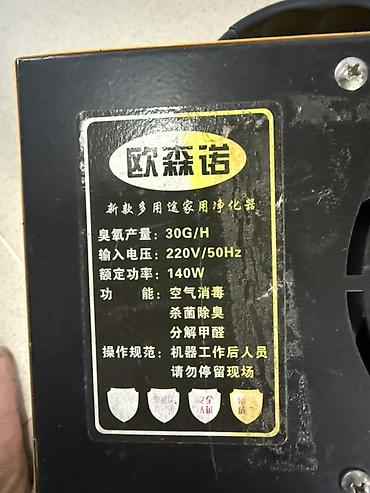 欧森诺
新款多用途家用净化器
臭氧产量：30G/H
输入电压：220V/50Hz
额定功率：140W
功　能：空气消毒
杀菌除臭
分解甲醛
操作规范：机器工作后人员
请勿停留现场